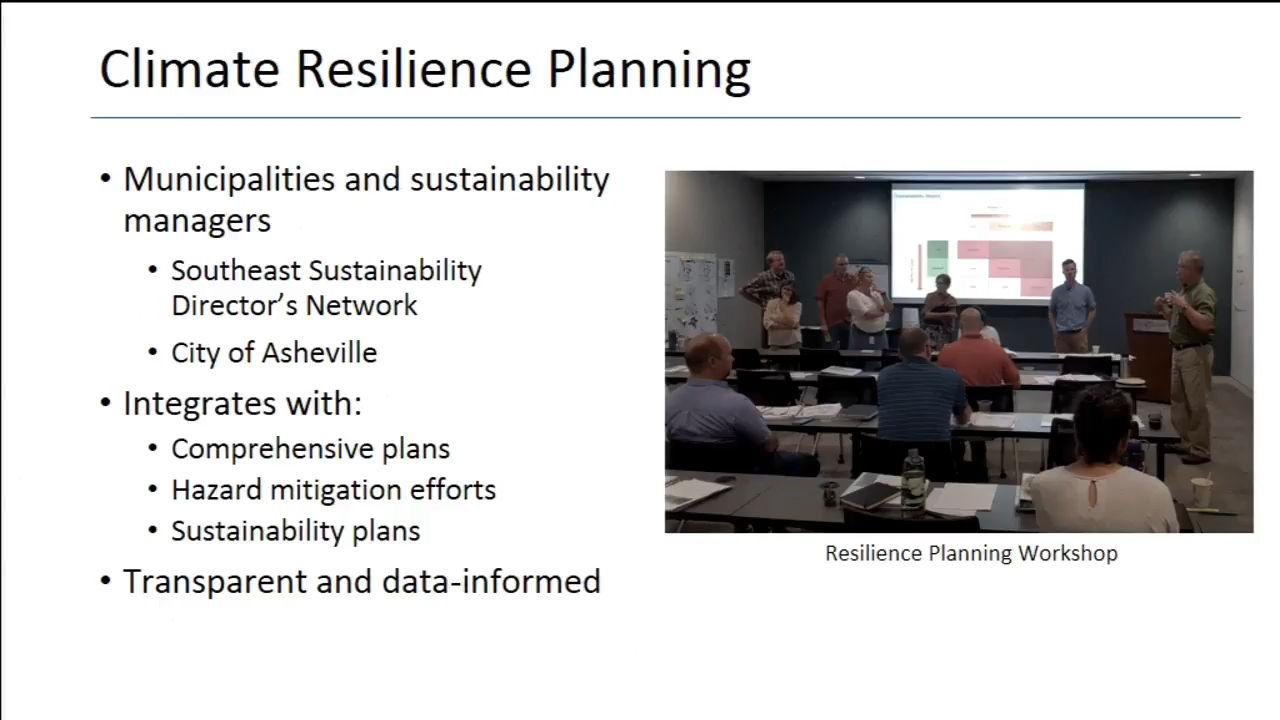 Climate Resilience Planning
• Municipalities and sustainability
managers
• Southeast Sustainability
Director's Network
• City of Asheville
• Integrates with:
• Comprehensive plans
• Hazard mitigation efforts
• Sustainability plans
• Transparent and data-informed
Resilience Planning Workshop